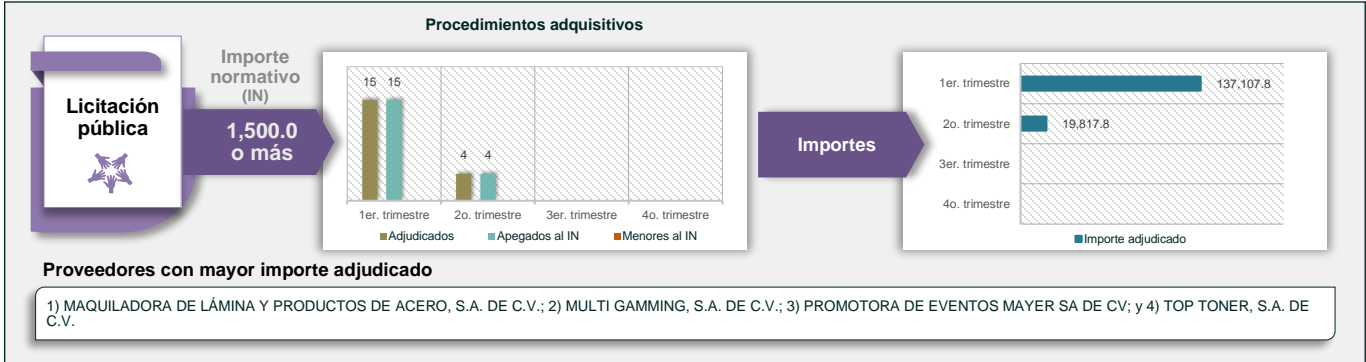 Procedimientos adquisitivos
Licitación
pública
Importe
normativo
(IN)
1,500.0
o más
15 15
4 4
1er. trimestre 2o. trimestre 3er. trimestre 4o. trimestre
Adjudicados Apegados al IN Menores al IN
Importes
1er. trimestre 137,107.8
2o. trimestre 19,817.8
3er. trimestre
4o. trimestre
Importe adjudicado
Proveedores con mayor importe adjudicado
1) MAQUILADORA DE LÁMINA Y PRODUCTOS DE ACERO, S.A. DE C.V.; 2) MULTI GAMMING, S.A. DE C.V.; 3) PROMOTORA DE EVENTOS MAYER SA DE CV; y 4) TOP TONER, S.A. DE
C.V.